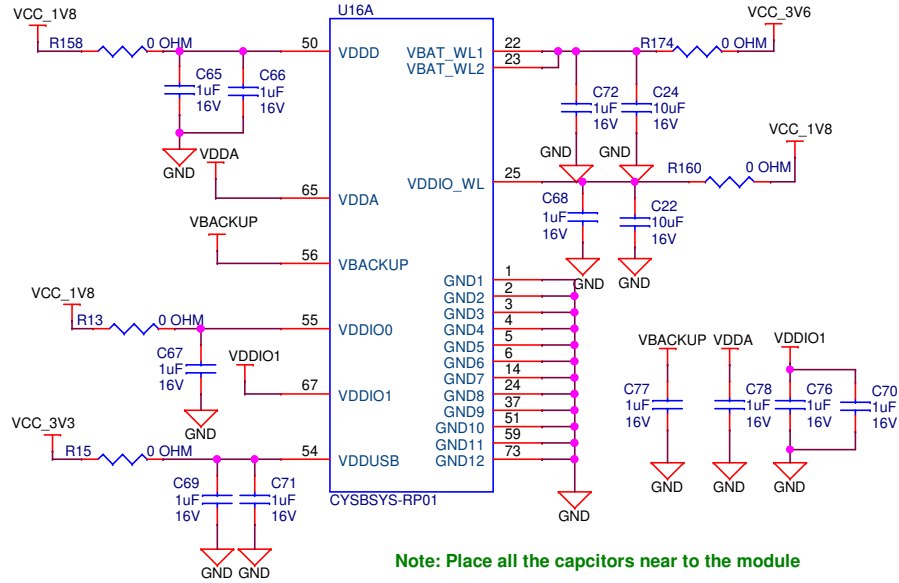 U16A
VCC_1V8
R158
0 OHM
50
VDDD
C65
1uF
16V
C66
1uF
16V
GND
VDDA
65
VDDA
VBACKUP
56
VBACKUP
VCC_1V8
R13
0 OHM
55
VDDIO0
C67
1uF
16V
GND
VDDIO1
67
VDDIO1
VCC_3V3
R15
0 OHM
54
VDDUSB
C69
1uF
16V
C71
1uF
16V
GND
GND
CYSBSYS-RP01
VBAT_WL1
22
VBAT_WL2
23
R174
0 OHM
VCC_3V6
C72
1uF
16V
C24
10uF
16V
GND
GND
VDDIO_WL
25
R160
0 OHM
VCC_1V8
C68
1uF
16V
C22
10uF
16V
GND
GND
GND1
1
GND2
2
GND3
3
GND4
4
GND5
5
GND6
6
GND7
14
GND8
24
GND9
37
GND10
51
GND11
59
GND12
73
GND
VBACKUP
C77
1uF
16V
GND
VDDA
C78
1uF
16V
GND
VDDIO1
C76
1uF
16V
C70
1uF
16V
GND
Note: Place all the capcitors near to the module